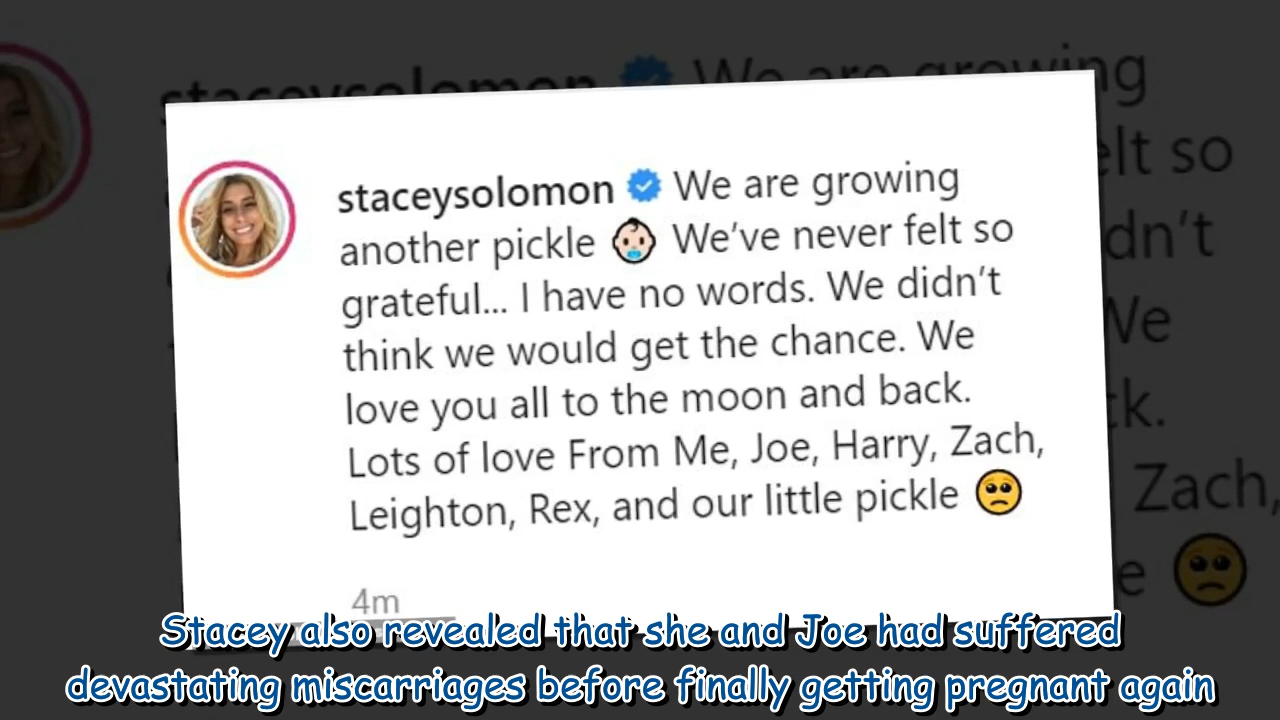 staceysolomon We are growing
another pickle 👶 We've never felt so
grateful... I have no words. We didn't
think we would get the chance. We
love you all to the moon and back.
Lots of love From Me, Joe, Harry, Zach,
Leighton, Rex, and our little pickle 🥺
4m
Stacey also revealed that she and Joe had suffered
devastating miscarriages before finally getting pregnant again